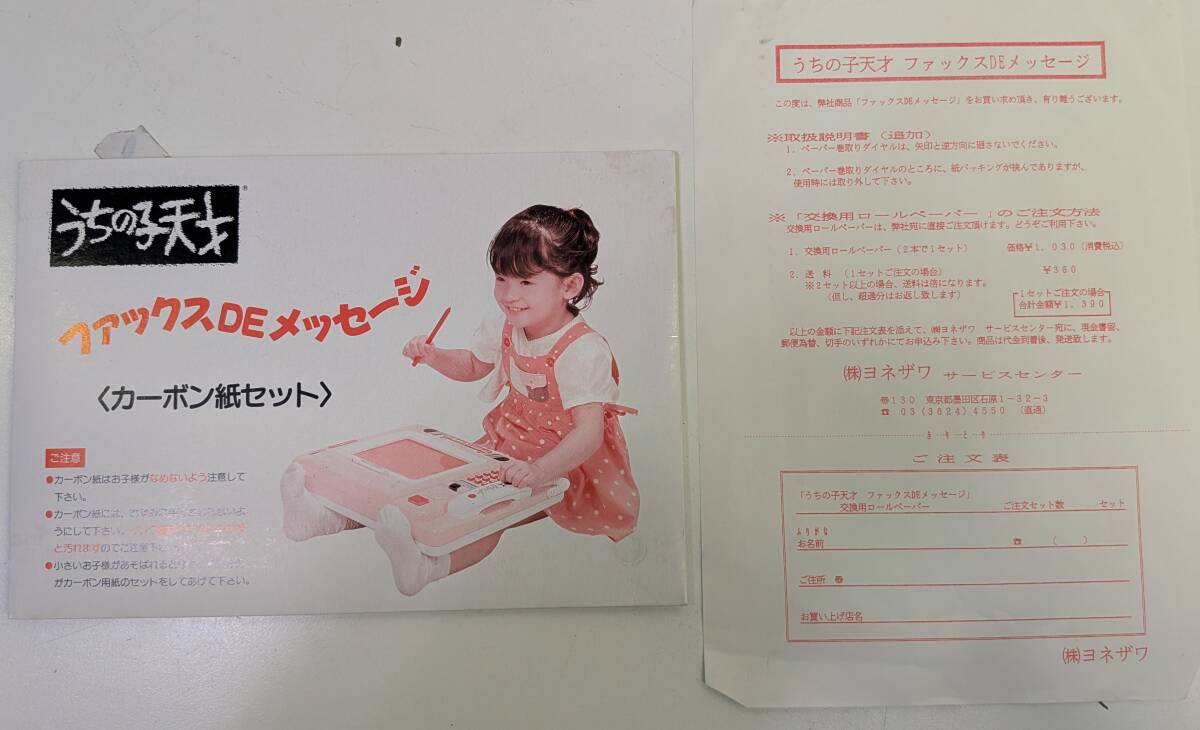 うちの子天才
ファックスDEメッセージ
〈カーボン紙セット〉
ご注意
●カーボン紙はお子様がなめないよう注意して
下さい。
●カーボン紙には、
うにして下さい。
と汚れますのでご注意下
●小さいお子様があそばれると
がカーボン用紙のセットをしてあげて下さい。
うちの子天才 ファックスDEメッセージ
この度は、弊社商品「ファックスDEメッセージ」をお買い求め頂き、有り難うございます。
※取扱説明書（追加）
1．ペーパー巻取りダイヤルは、矢印と逆方向に廻さないでください。
2．ペーパー巻取りダイヤルのところに、紙パッキングが挟んでありますが、
使用時には取り外して下さい。
※「交換用ロールペーパー」のご注文方法
交換用ロールペーパーは、弊社宛に直接ご注文頂けます。どうぞご利用下さい。
1．交換用ロールペーパー（2本で1セット） 価格¥1，030（消費税込）
2．送 料 （1セットご注文の場合） ¥360
※2セット以上の場合、送料は倍になります。
（但し、超過分はお返し致します）
1セットご注文の場合
合計金額¥1，390
以上の金額に下記注文表を添えて、㈱ヨネザワ サービスセンター宛に、現金書留、
郵便為替、切手のいずれかにてお申込み下さい。商品は代金到着後、発送致します。
㈱ヨネザワ サービスセンター
〒130 東京都墨田区石原1－32－3
☎ 03（3624）4550 （直通）
き・り・と・り
ご注文表
「うちの子天才 ファックスDEメッセージ」
交換用ロールペーパー ご注文セット数 セット
ふりがな
お名前 ☎ （ ）
ご住所 〒
お買い上げ店名
㈱ヨネザワ